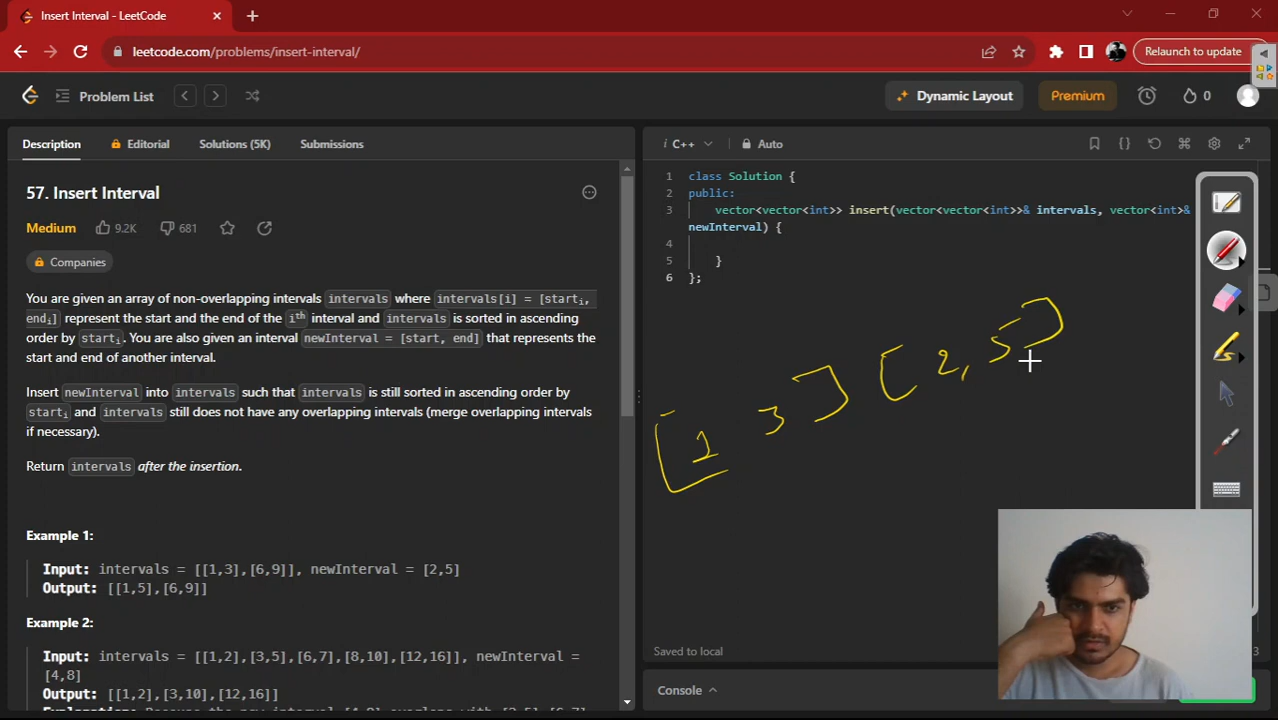 Insert Interval - LeetCode
leetcode.com/problems/insert-interval/
Relaunch to update
Problem List
Dynamic Layout
Premium
0
Description
Editorial
Solutions (5K)
Submissions
57. Insert Interval
Medium
9.2K
681
Companies
You are given an array of non-overlapping intervals intervals where intervals[i] = [starti,
endi] represent the start and the end of the ith interval and intervals is sorted in ascending
order by starti. You are also given an interval newInterval = [start, end] that represents the
start and end of another interval.
Insert newInterval into intervals such that intervals is still sorted in ascending order by
starti and intervals still does not have any overlapping intervals (merge overlapping intervals
if necessary).
Return intervals after the insertion.
Example 1:
Input: intervals = [[1,3],[6,9]], newInterval = [2,5]
Output: [[1,5],[6,9]]
Example 2:
Input: intervals = [[1,2],[3,5],[6,7],[8,10],[12,16]], newInterval =
[4,8]
Output: [[1,2],[3,10],[12,16]]
i C++
Auto
1 class Solution {
2 public:
3 vector<vector<int>> insert(vector<vector<int>>& intervals, vector<int>&
newInterval) {
4
5 }
6 };
[1 3] [2, 5]
Saved to local
3
Console